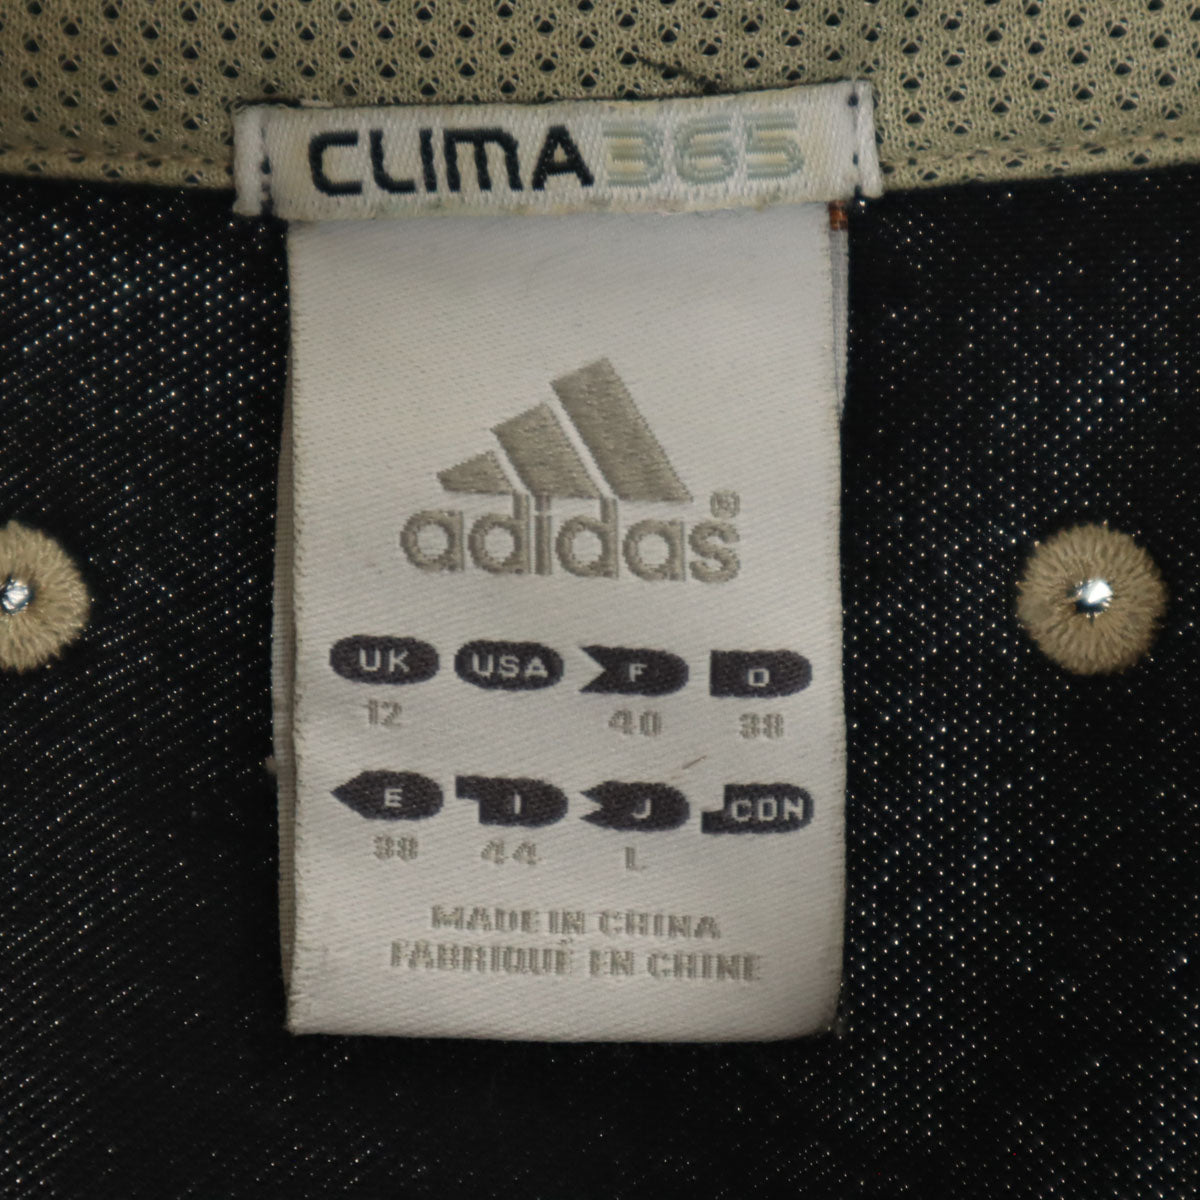 CLIMA365
adidas®
UK USA F D
12 40 38
E I J CDN
38 44 L
MADE IN CHINA
FABRIQUÉ EN CHINE